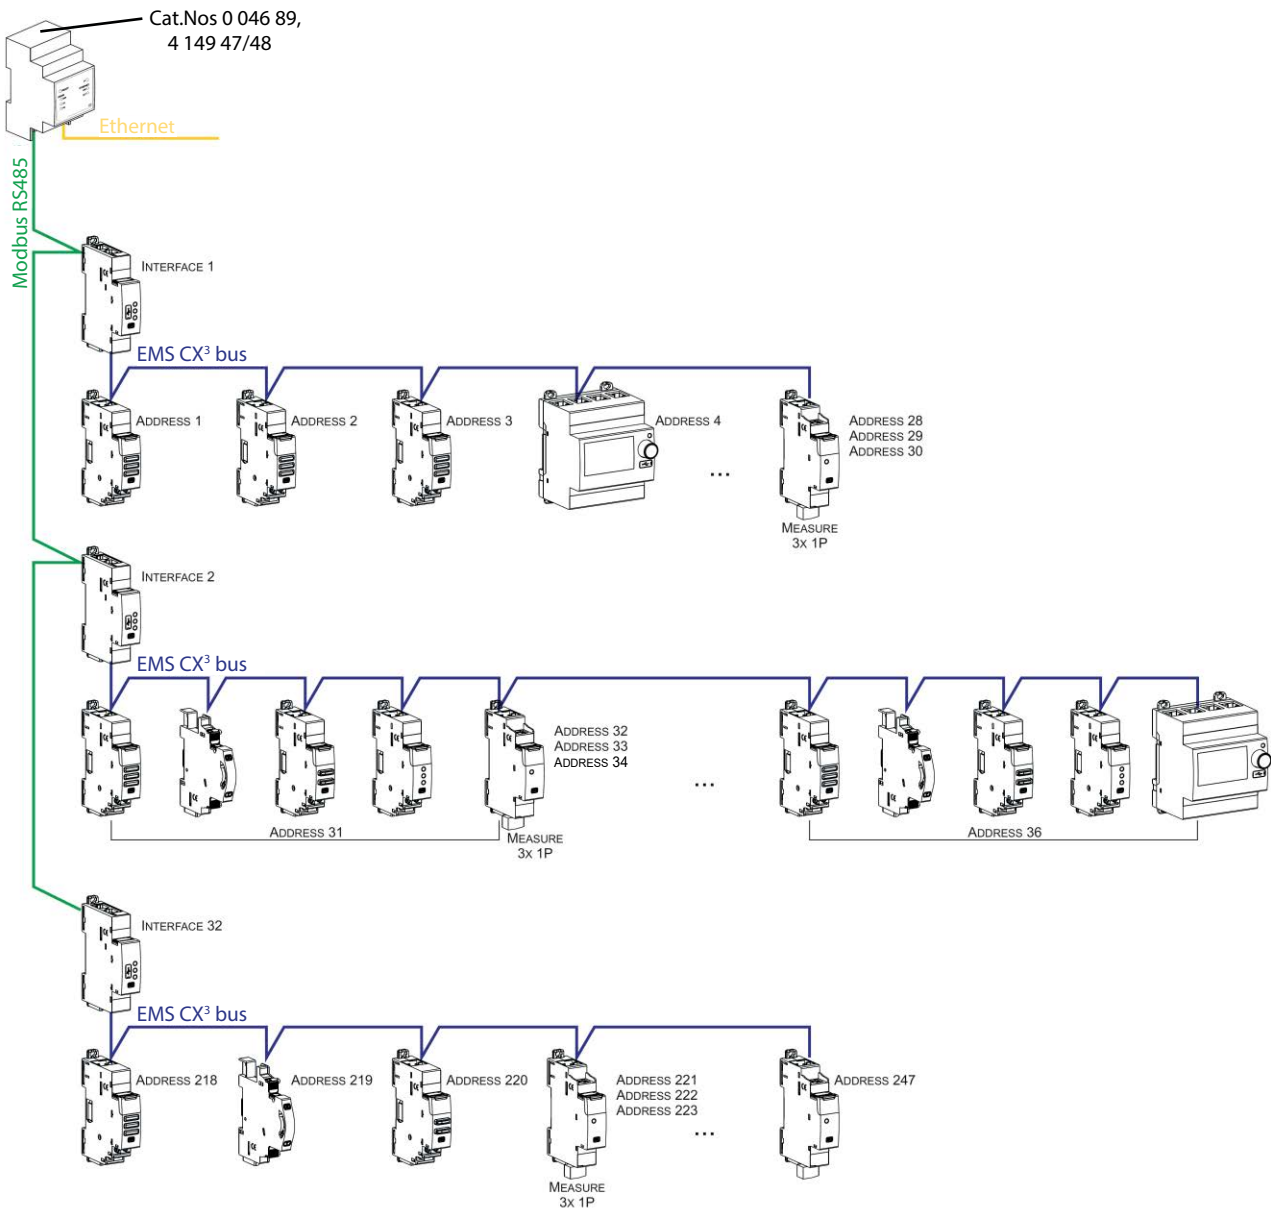 Cat.Nos 0 046 89,
4 149 47/48
Ethernet
Modbus RS485
INTERFACE 1
EMS CX³ bus
ADDRESS 1
ADDRESS 2
ADDRESS 3
ADDRESS 4
...
ADDRESS 28
ADDRESS 29
ADDRESS 30
MEASURE
3X 1P
INTERFACE 2
EMS CX³ bus
ADDRESS 32
ADDRESS 33
ADDRESS 34
...
ADDRESS 31
MEASURE
3X 1P
ADDRESS 36
INTERFACE 32
EMS CX³ bus
ADDRESS 218
ADDRESS 219
ADDRESS 220
ADDRESS 221
ADDRESS 222
ADDRESS 223
...
ADDRESS 247
MEASURE
3X 1P